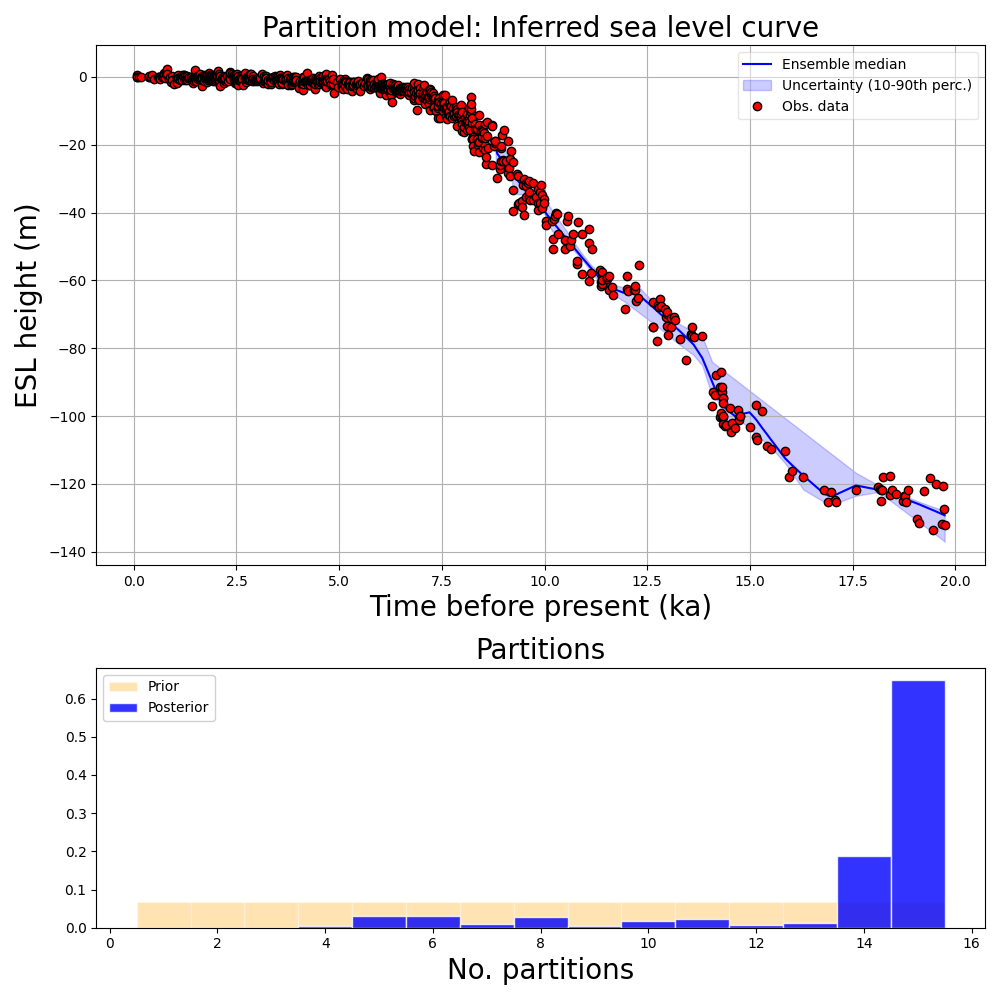 Partition model: Inferred sea level curve
Ensemble median
Uncertainty (10-90th perc.)
Obs. data
ESL height (m)
0
−20
−40
−60
−80
−100
−120
−140
0.0 2.5 5.0 7.5 10.0 12.5 15.0 17.5 20.0
Time before present (ka)
Partitions
Prior
Posterior
0.6
0.5
0.4
0.3
0.2
0.1
0.0
0 2 4 6 8 10 12 14 16
No. partitions